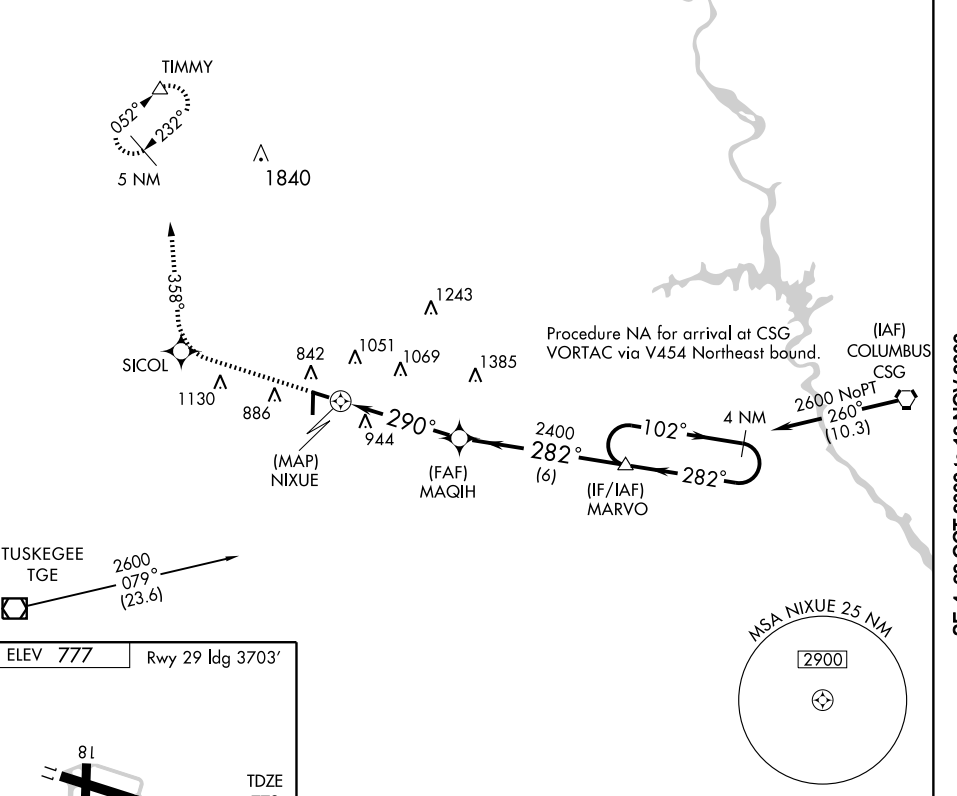 TIMMY
052°
232°
5 NM
1840
358°
SICOL
1130
886
842
1051
1069
1243
1385
944
(MAP)
NIXUE
290°
(FAF)
MAQIH
2400
282°
(6)
(IF/IAF)
MARVO
102°
282°
4 NM
Procedure NA for arrival at CSG
VORTAC via V454 Northeast bound.
(IAF)
COLUMBUS
CSG
2600 NoPT
260°
(10.3)
TUSKEGEE
TGE
2600
079°
(23.6)
MSA NIXUE 25 NM
2900
ELEV 777
Rwy 29 ldg 3703'
18
11
TDZE